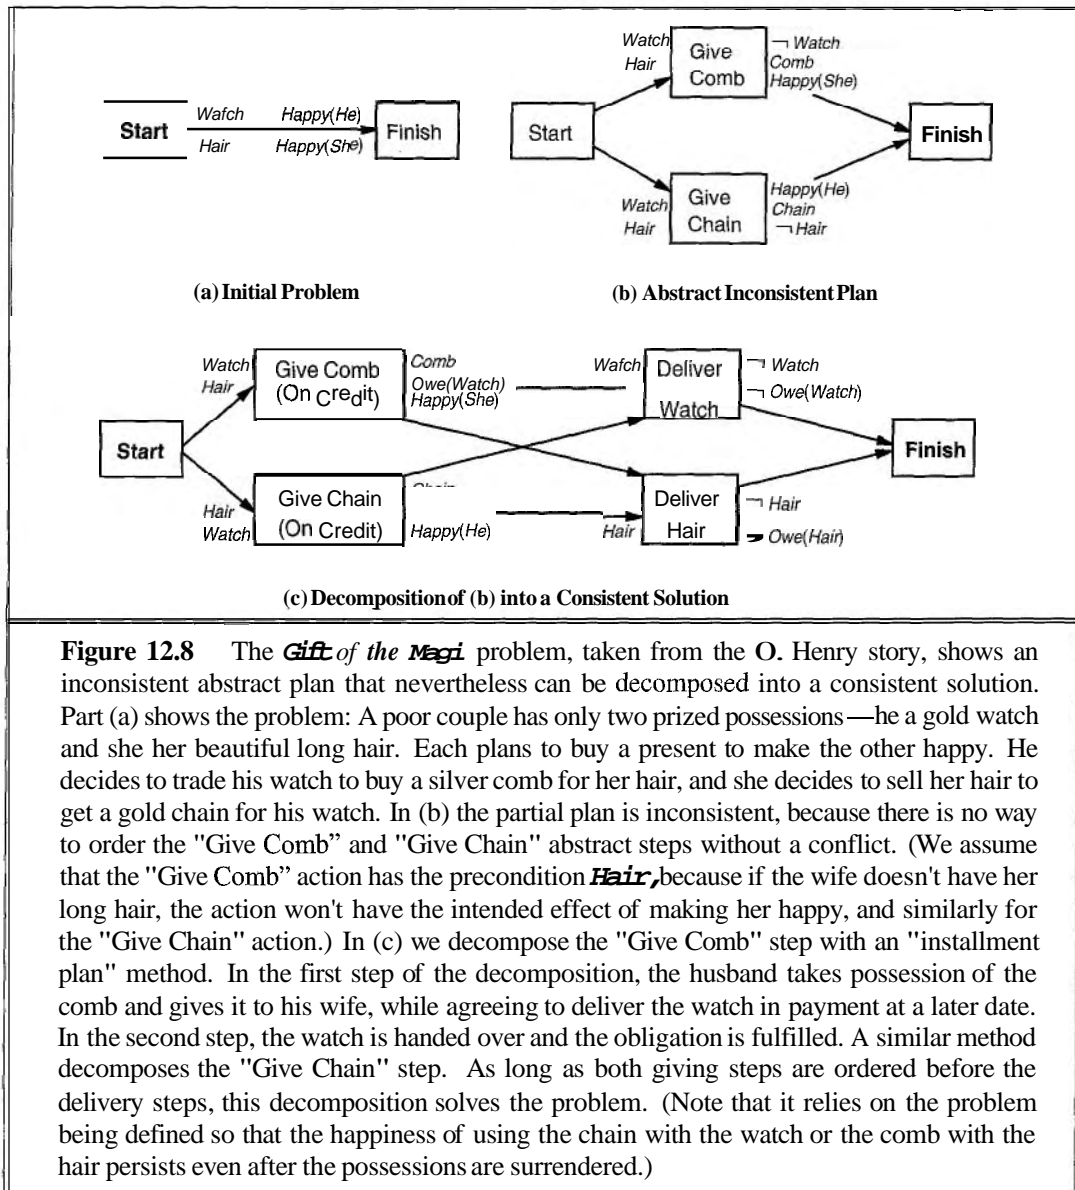 Start
Wafch
Hair
Happy(He)
Happy(She)
Finish
(a) Initial Problem
Watch
Hair
Give
Comb
¬ Watch
Comb
Happy(She)
Start
Finish
Watch
Hair
Give
Chain
Happy(He)
Chain
¬ Hair
(b) Abstract Inconsistent Plan
Watch
Hair
Give Comb
(On Credit)
Comb
Owe(Watch)
Happy(She)
Wafch
Deliver
Watch
¬ Watch
¬ Owe(Watch)
Start
Finish
Hair
Watch
Give Chain
(On Credit)
Happy(He)
Hair
Deliver
Hair
¬ Hair
Owe(Hair)
(c) Decomposition of (b) into a Consistent Solution
Figure 12.8 The Gift of the Magi problem, taken from the O. Henry story, shows an
inconsistent abstract plan that nevertheless can be decomposed into a consistent solution.
Part (a) shows the problem: A poor couple has only two prized possessions—he a gold watch
and she her beautiful long hair. Each plans to buy a present to make the other happy. He
decides to trade his watch to buy a silver comb for her hair, and she decides to sell her hair to
get a gold chain for his watch. In (b) the partial plan is inconsistent, because there is no way
to order the "Give Comb" and "Give Chain" abstract steps without a conflict. (We assume
that the "Give Comb" action has the precondition Hair, because if the wife doesn't have her
long hair, the action won't have the intended effect of making her happy, and similarly for
the "Give Chain" action.) In (c) we decompose the "Give Comb" step with an "installment
plan" method. In the first step of the decomposition, the husband takes possession of the
comb and gives it to his wife, while agreeing to deliver the watch in payment at a later date.
In the second step, the watch is handed over and the obligation is fulfilled. A similar method
decomposes the "Give Chain" step. As long as both giving steps are ordered before the
delivery steps, this decomposition solves the problem. (Note that it relies on the problem
being defined so that the happiness of using the chain with the watch or the comb with the
hair persists even after the possessions are surrendered.)